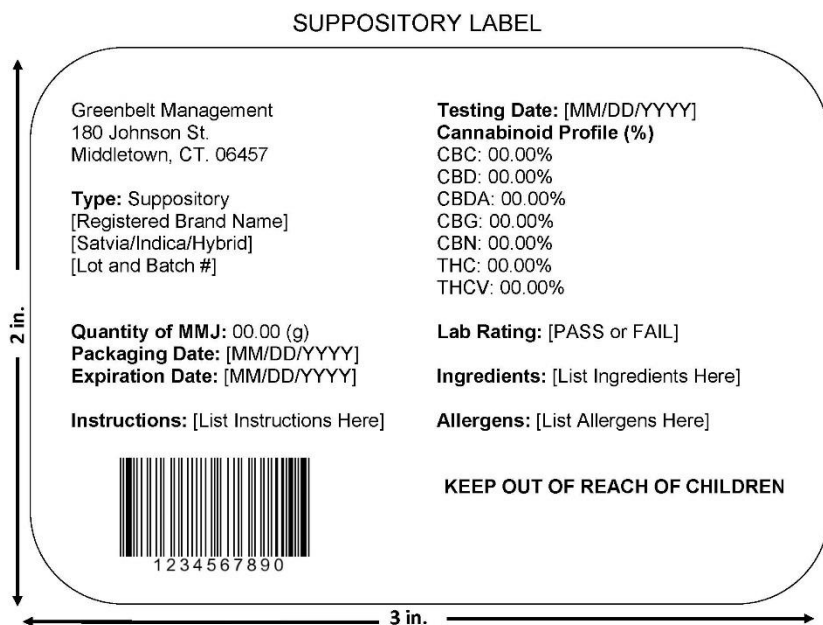 SUPPOSITORY LABEL
Greenbelt Management
180 Johnson St.
Middletown, CT. 06457
Type: Suppository
[Registered Brand Name]
[Satvia/Indica/Hybrid]
[Lot and Batch #]
Quantity of MMJ: 00.00 (g)
Packaging Date: [MM/DD/YYYY]
Expiration Date: [MM/DD/YYYY]
Instructions: [List Instructions Here]
1234567890
Testing Date: [MM/DD/YYYY]
Cannabinoid Profile (%)
CBC: 00.00%
CBD: 00.00%
CBDA: 00.00%
CBG: 00.00%
CBN: 00.00%
THC: 00.00%
THCV: 00.00%
Lab Rating: [PASS or FAIL]
Ingredients: [List Ingredients Here]
Allergens: [List Allergens Here]
KEEP OUT OF REACH OF CHILDREN
2 in.
3 in.